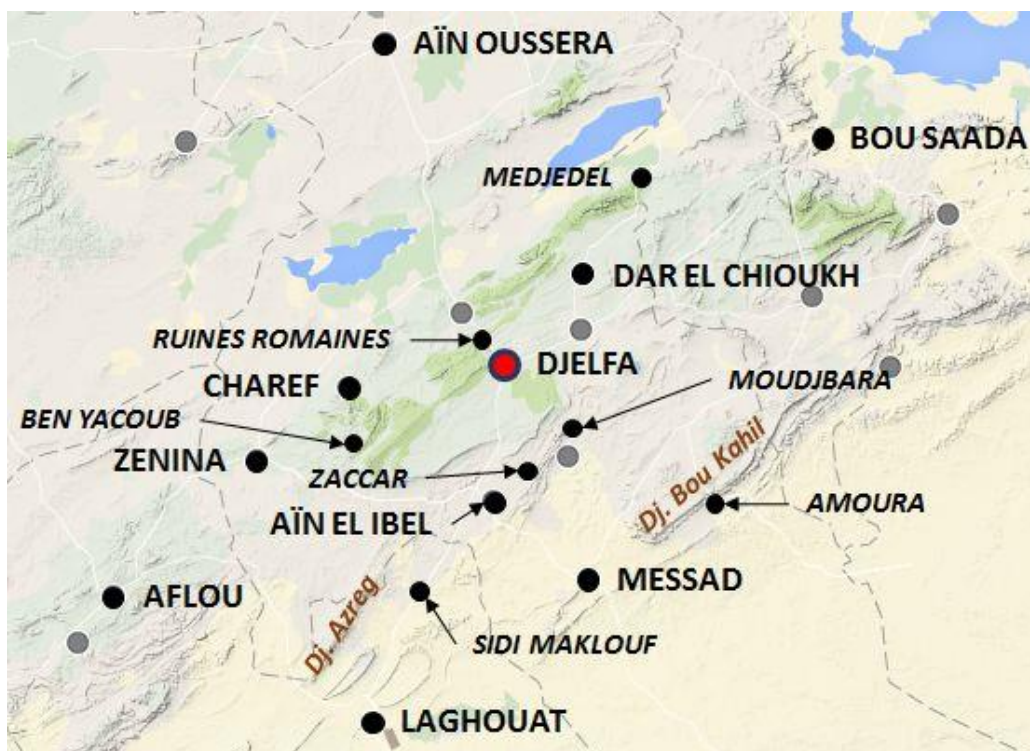 AÏN OUSSERA
BOU SAADA
MEDJEDEL
DAR EL CHIOUKH
RUINES ROMAINES
DJELFA
MOUDJBARA
CHAREF
BEN YACOUB
ZENINA
ZACCAR
Dj. Bou Kahil
AMOURA
AÏN EL IBEL
MESSAD
AFLOU
Dj. Azreg
SIDI MAKLOUF
LAGHOUAT